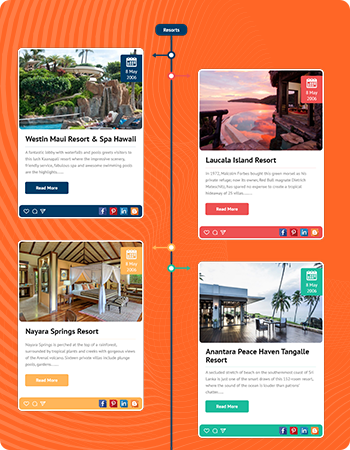 Resorts
8 May
2006
Westin Maui Resort & Spa Hawaii
A fantastic lobby with waterfalls and pools greets visitors to
this laid Kaanapali resort where the impressive scenery,
friendly service, fabulous spa and awesome swimming pools
are the highlights......
Read More
8 May
2006
Laucala Island Resort
In 1972, Malcolm Forbes bought this green morsel as his
private refuge; now its owner, Red Bull magnate Dietrich
Mateschitz, has spared no expense to create a tropical
hideaway of 25 villas......
Read More
8 May
2006
Nayara Springs Resort
Nayara Springs is perched at the top of a rainforest,
surrounded by tropical plants and creeks with gorgeous views
of the Arenal volcano. Sixteen private villas include plunge
pools, gardens......
Read More
8 May
2006
Anantara Peace Haven Tangalle
Resort
A secluded stretch of beach on the southernmost coast of Sri
Lanka is just one of the smart draws of this 152-room resort,
where the sound of the ocean is louder than patrons'
chatter......
Read More